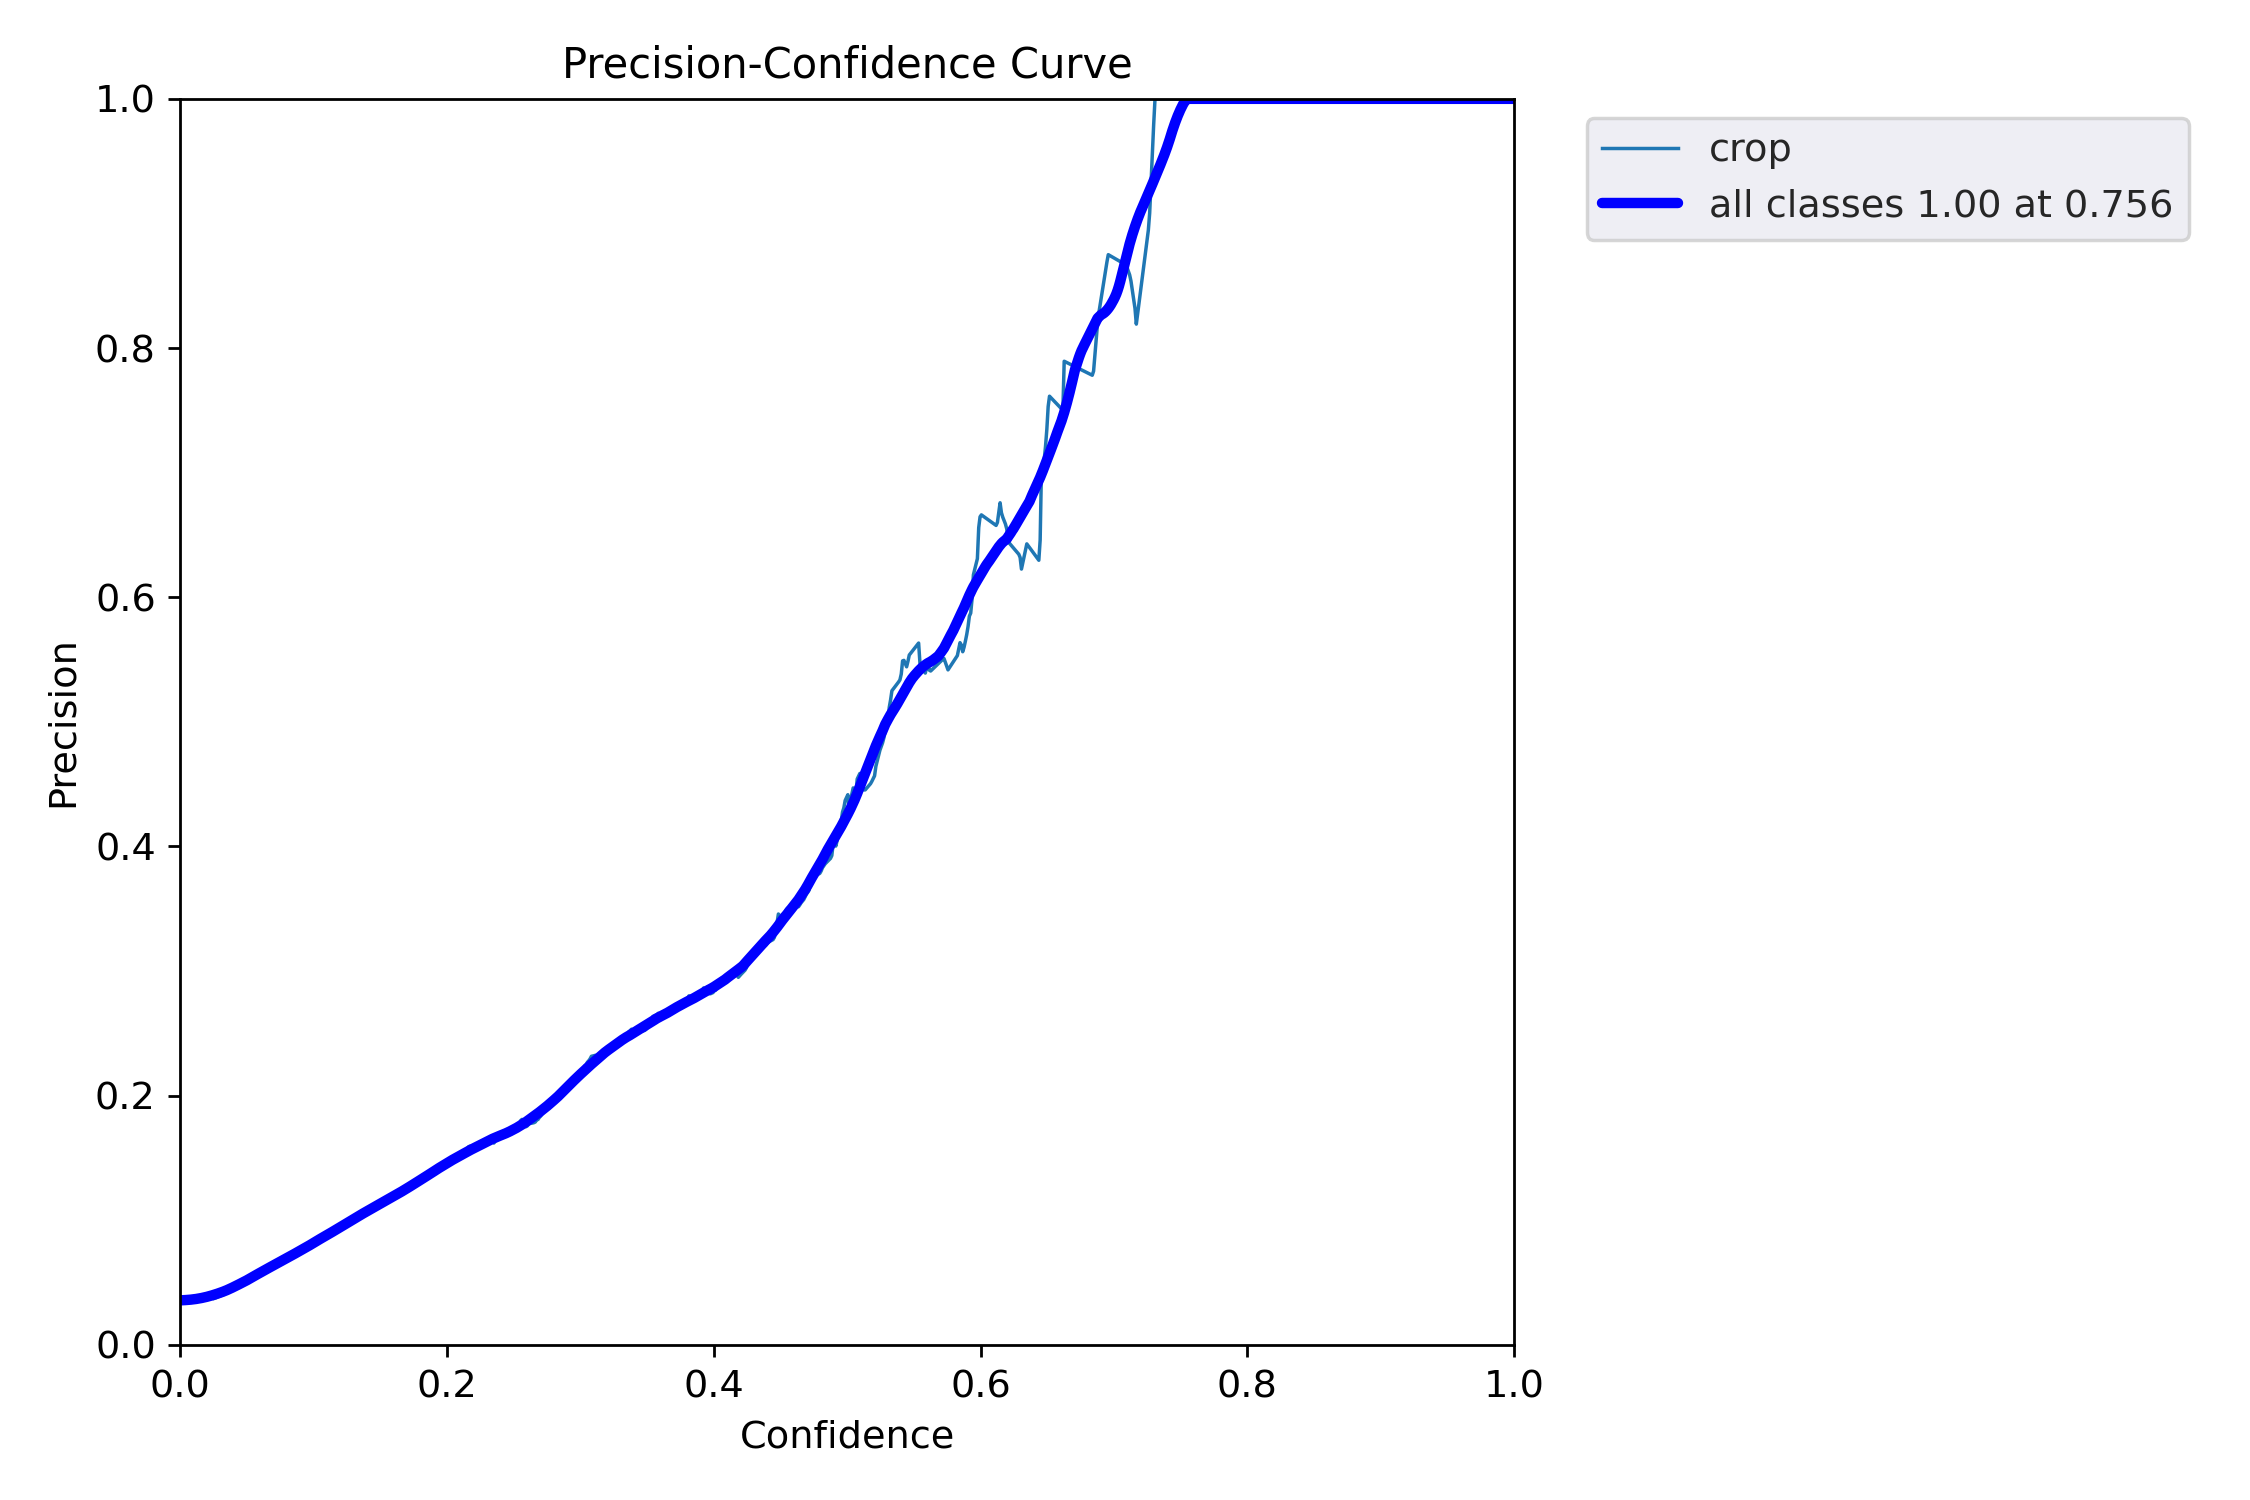 Precision-Confidence Curve
1.0
0.8
0.6
0.4
0.2
0.0
Precision
0.0 0.2 0.4 0.6 0.8 1.0
Confidence
crop
all classes 1.00 at 0.756